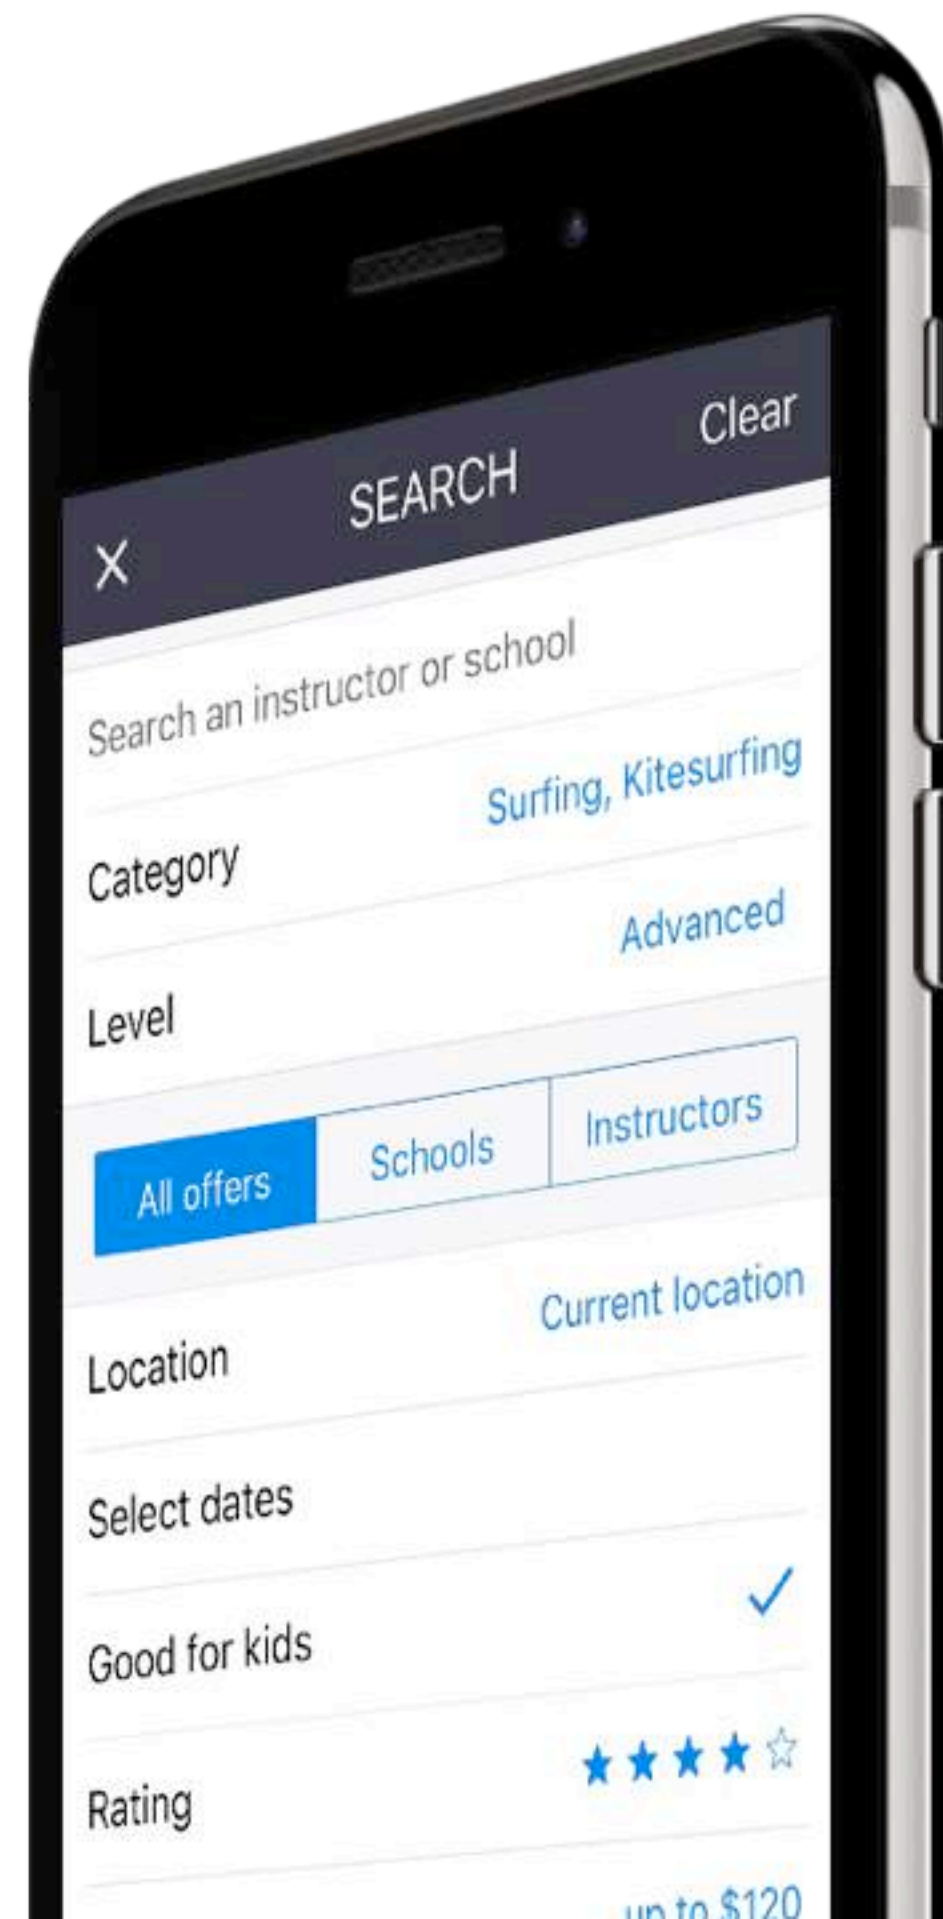 X SEARCH Clear
Search an instructor or school
Category Surfing, Kitesurfing
Level Advanced
All offers Schools Instructors
Location Current location
Select dates
Good for kids
Rating
up to $120